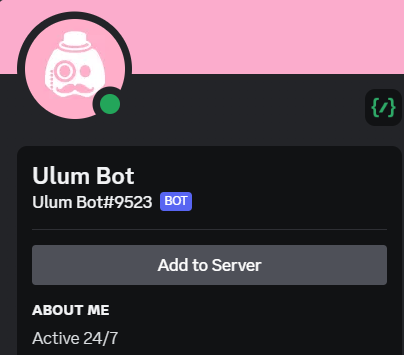 Ulum Bot
Ulum Bot#9523 BOT
Add to Server
ABOUT ME
Active 24/7